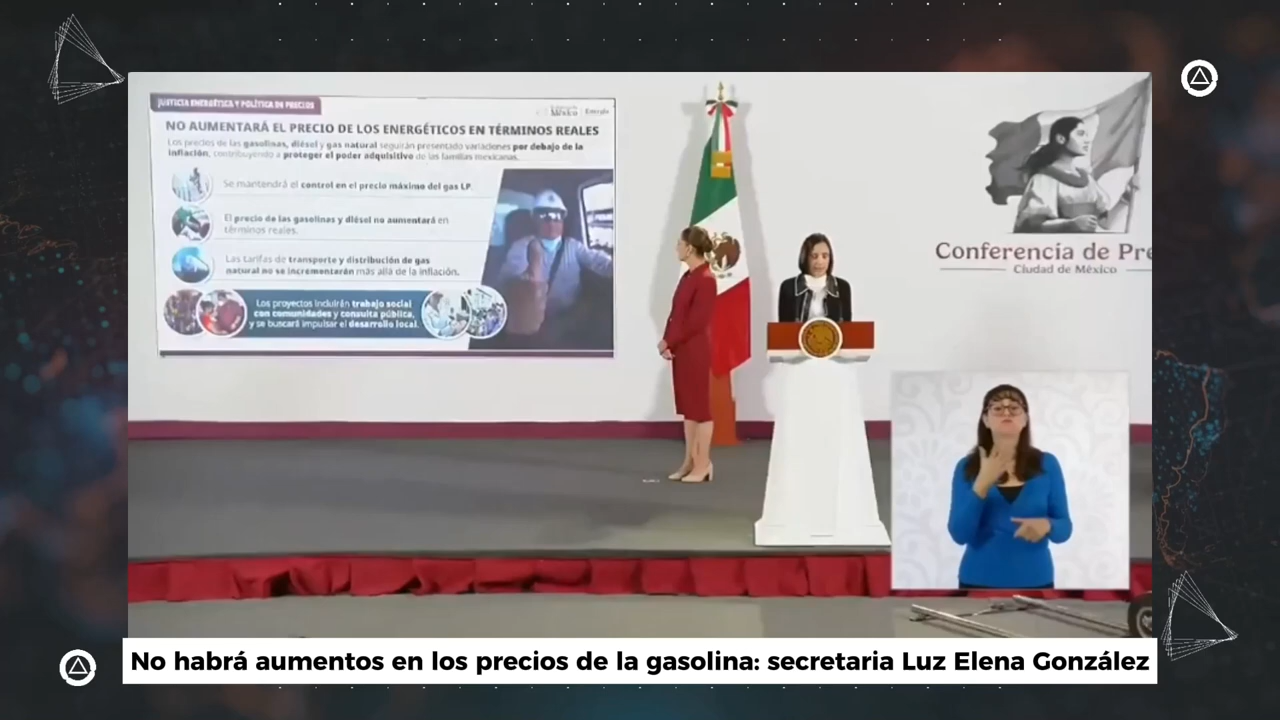 JUSTICIA ENERGÉTICA Y POLÍTICA DE PRECIOS
México
NO AUMENTARÁ EL PRECIO DE LOS ENERGÉTICOS EN TÉRMINOS REALES
Los precios de las gasolinas, diésel y gas natural seguirán presentado variaciones por debajo de la
inflación, contribuyendo a proteger el poder adquisitivo de las familias mexicanas.
Se mantendrá el control en el precio máximo del gas LP.
El precio de las gasolinas y diésel no aumentará en
términos reales.
Las tarifas de transporte y distribución de gas
natural no se incrementarán más allá de la inflación.
Los proyectos incluirán trabajo social
con comunidades y consulta pública,
y se buscará impulsar el desarrollo local.
Conferencia de Pre
Ciudad de México
No habrá aumentos en los precios de la gasolina: secretaria Luz Elena González